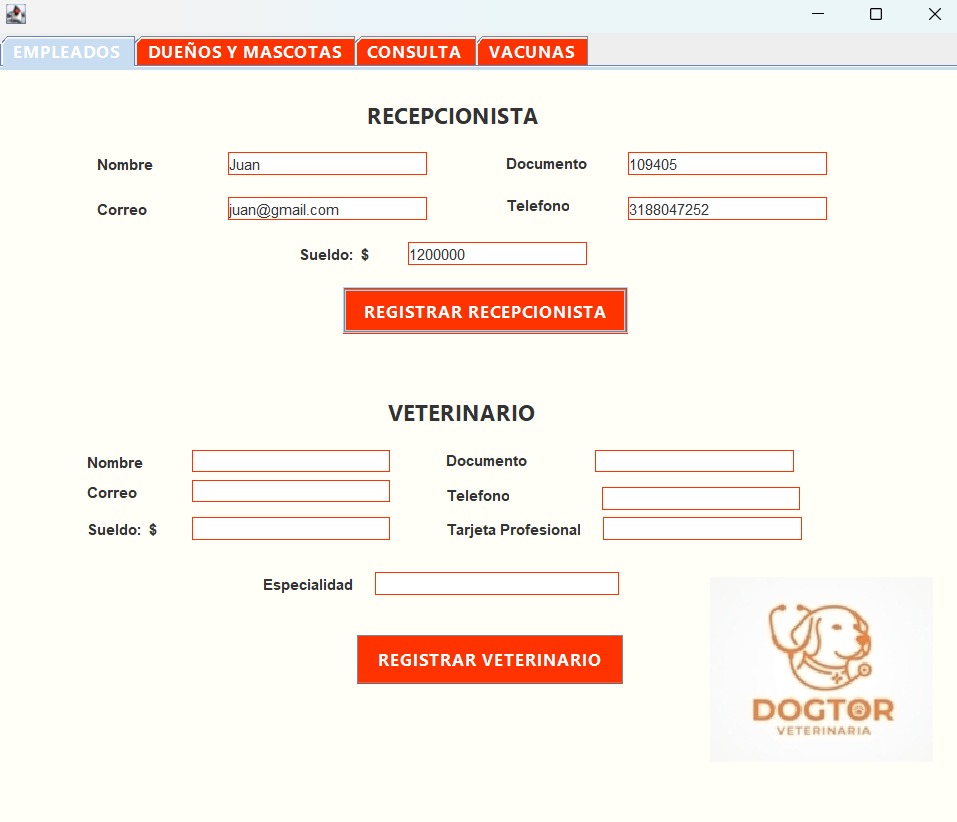 EMPLEADOS DUEÑOS Y MASCOTAS CONSULTA VACUNAS
RECEPCIONISTA
Nombre Juan Documento 109405
Correo juan@gmail.com Telefono 3188047252
Sueldo: $ 1200000
REGISTRAR RECEPCIONISTA
VETERINARIO
Nombre Documento
Correo Telefono
Sueldo: $ Tarjeta Profesional
Especialidad
REGISTRAR VETERINARIO
DOGTOR
VETERINARIA